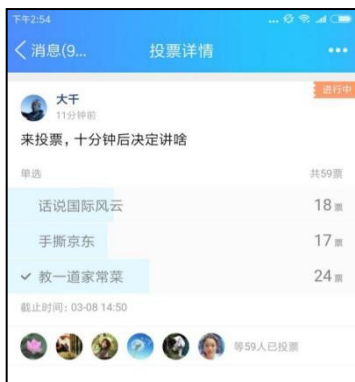 下午2:54
消息(9... 投票详情
进行中
大千
11分钟前
来投票，十分钟后决定讲啥
单选 共59票
话说国际风云 18票
手撕京东 17票
教一道家常菜 24票
截止时间：03-08 14:50
等59人已投票